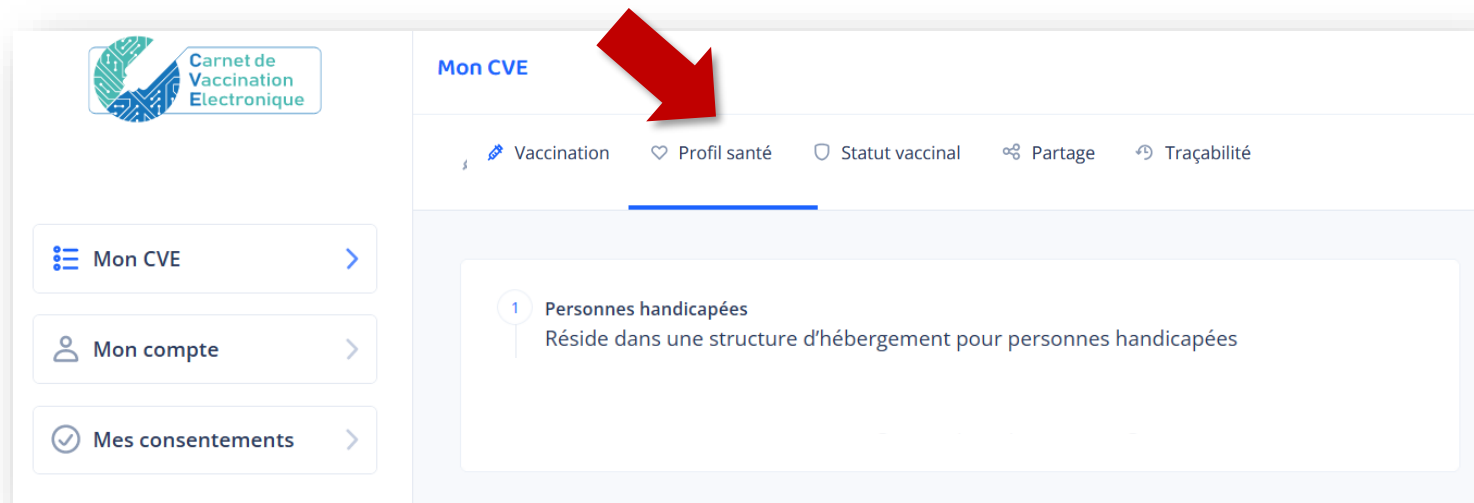 Carnet de
Vaccination
Electronique
Mon CVE
Vaccination
Profil santé
Statut vaccinal
Partage
Traçabilité
Mon CVE
Mon compte
Mes consentements
1
Personnes handicapées
Réside dans une structure d’hébergement pour personnes handicapées